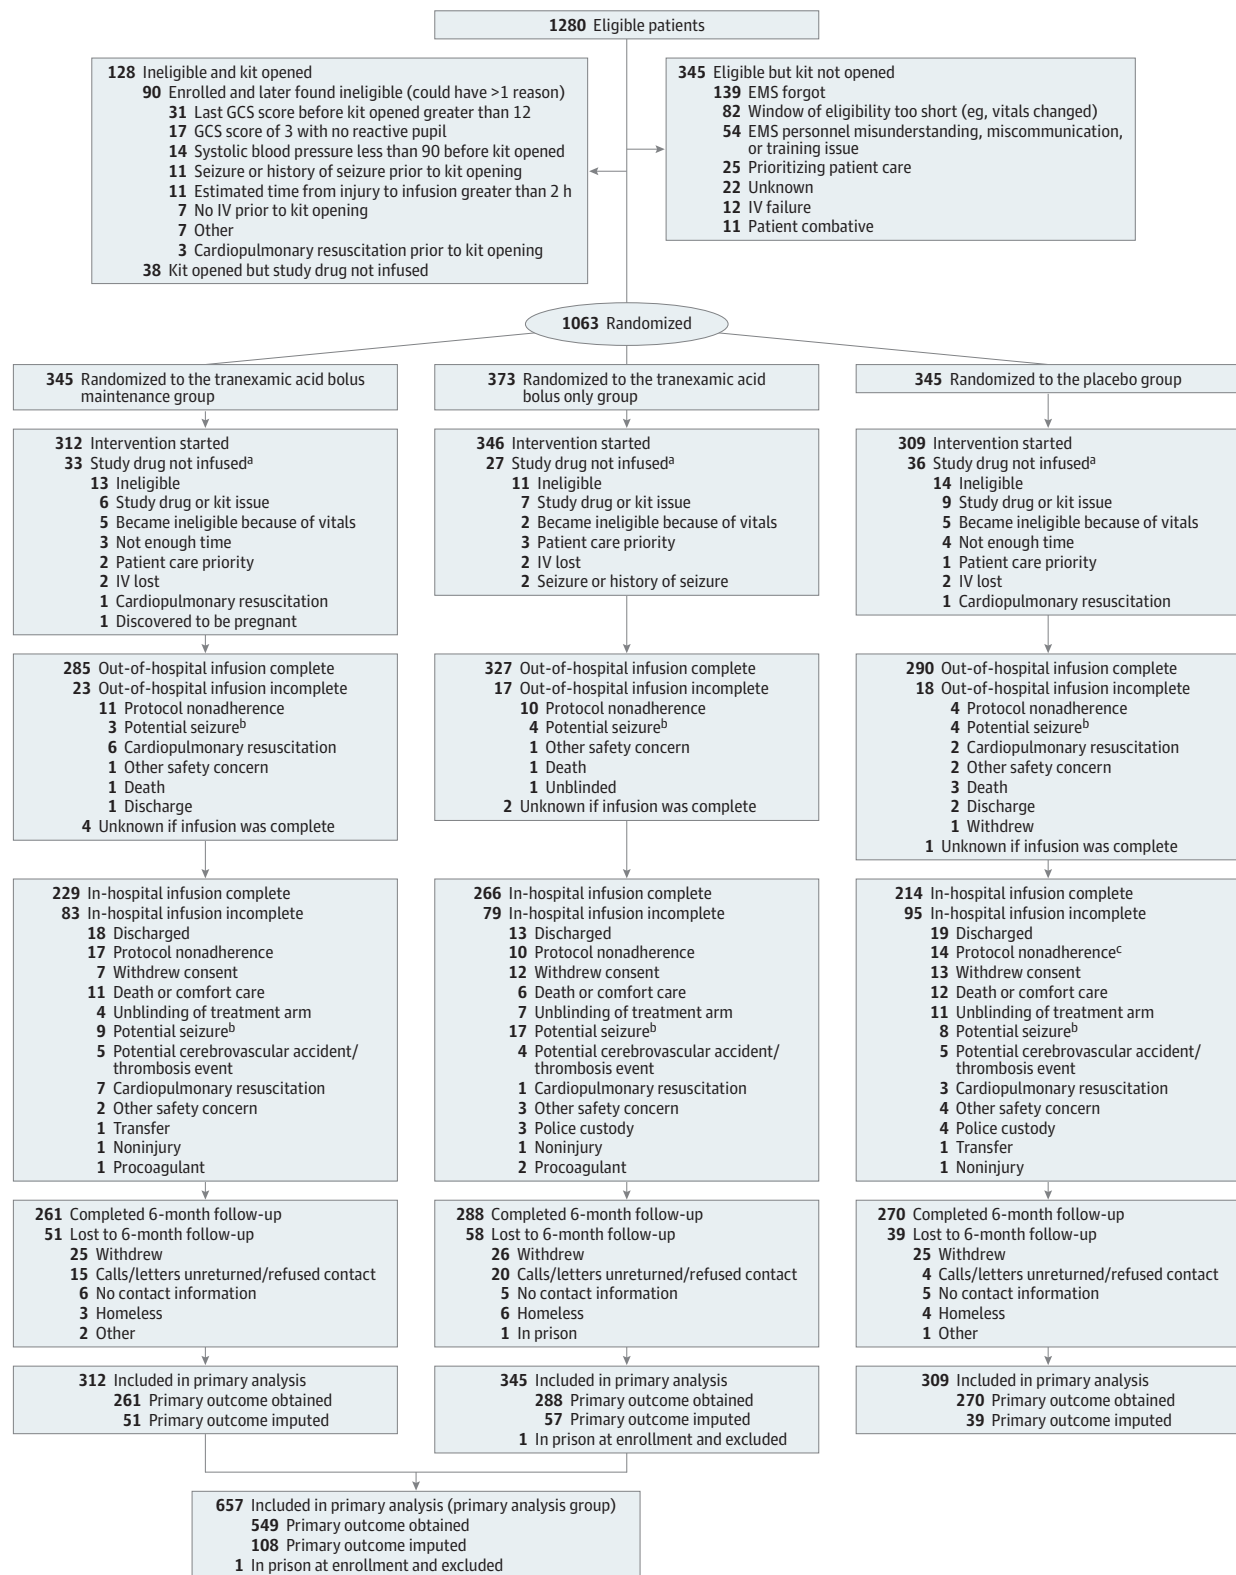 1280 Eligible patients
128 Ineligible and kit opened
90 Enrolled and later found ineligible (could have >1 reason)
31 Last GCS score before kit opened greater than 12
17 GCS score of 3 with no reactive pupil
14 Systolic blood pressure less than 90 before kit opened
11 Seizure or history of seizure prior to kit opening
11 Estimated time from injury to infusion greater than 2 h
7 No IV prior to kit opening
7 Other
3 Cardiopulmonary resuscitation prior to kit opening
38 Kit opened but study drug not infused
345 Eligible but kit not opened
139 EMS forgot
82 Window of eligibility too short (eg, vitals changed)
54 EMS personnel misunderstanding, miscommunication,
or training issue
25 Prioritizing patient care
22 Unknown
12 IV failure
11 Patient combative
1063 Randomized
345 Randomized to the tranexamic acid bolus
maintenance group
312 Intervention started
33 Study drug not infusedᵃ
13 Ineligible
6 Study drug or kit issue
5 Became ineligible because of vitals
3 Not enough time
2 Patient care priority
2 IV lost
1 Cardiopulmonary resuscitation
1 Discovered to be pregnant
285 Out-of-hospital infusion complete
23 Out-of-hospital infusion incomplete
11 Protocol nonadherence
3 Potential seizureᵇ
6 Cardiopulmonary resuscitation
1 Other safety concern
1 Death
1 Discharge
4 Unknown if infusion was complete
229 In-hospital infusion complete
83 In-hospital infusion incomplete
18 Discharged
17 Protocol nonadherence
7 Withdrew consent
11 Death or comfort care
4 Unblinding of treatment arm
9 Potential seizureᵇ
5 Potential cerebrovascular accident/
thrombosis event
7 Cardiopulmonary resuscitation
2 Other safety concern
1 Transfer
1 Noninjury
1 Procoagulant
261 Completed 6-month follow-up
51 Lost to 6-month follow-up
25 Withdrew
15 Calls/letters unreturned/refused contact
6 No contact information
3 Homeless
2 Other
312 Included in primary analysis
261 Primary outcome obtained
51 Primary outcome imputed
373 Randomized to the tranexamic acid
bolus only group
346 Intervention started
27 Study drug not infusedᵃ
11 Ineligible
7 Study drug or kit issue
2 Became ineligible because of vitals
3 Patient care priority
2 IV lost
2 Seizure or history of seizure
327 Out-of-hospital infusion complete
17 Out-of-hospital infusion incomplete
10 Protocol nonadherence
4 Potential seizureᵇ
1 Other safety concern
1 Death
1 Unblinded
2 Unknown if infusion was complete
266 In-hospital infusion complete
79 In-hospital infusion incomplete
13 Discharged
10 Protocol nonadherence
12 Withdrew consent
6 Death or comfort care
7 Unblinding of treatment arm
17 Potential seizureᵇ
4 Potential cerebrovascular accident/
thrombosis event
1 Cardiopulmonary resuscitation
3 Other safety concern
3 Police custody
1 Noninjury
2 Procoagulant
288 Completed 6-month follow-up
58 Lost to 6-month follow-up
26 Withdrew
20 Calls/letters unreturned/refused contact
5 No contact information
6 Homeless
1 In prison
345 Included in primary analysis
288 Primary outcome obtained
57 Primary outcome imputed
1 In prison at enrollment and excluded
345 Randomized to the placebo group
309 Intervention started
36 Study drug not infusedᵃ
14 Ineligible
9 Study drug or kit issue
5 Became ineligible because of vitals
4 Not enough time
1 Patient care priority
2 IV lost
1 Cardiopulmonary resuscitation
290 Out-of-hospital infusion complete
18 Out-of-hospital infusion incomplete
4 Protocol nonadherence
4 Potential seizureᵇ
2 Cardiopulmonary resuscitation
2 Other safety concern
3 Death
2 Discharge
1 Withdrew
1 Unknown if infusion was complete
214 In-hospital infusion complete
95 In-hospital infusion incomplete
19 Discharged
14 Protocol nonadherenceᶜ
13 Withdrew consent
12 Death or comfort care
11 Unblinding of treatment arm
8 Potential seizureᵇ
5 Potential cerebrovascular accident/
thrombosis event
3 Cardiopulmonary resuscitation
4 Other safety concern
4 Police custody
1 Transfer
1 Noninjury
270 Completed 6-month follow-up
39 Lost to 6-month follow-up
25 Withdrew
4 Calls/letters unreturned/refused contact
5 No contact information
4 Homeless
1 Other
309 Included in primary analysis
270 Primary outcome obtained
39 Primary outcome imputed
657 Included in primary analysis (primary analysis group)
549 Primary outcome obtained
108 Primary outcome imputed
1 In prison at enrollment and excluded